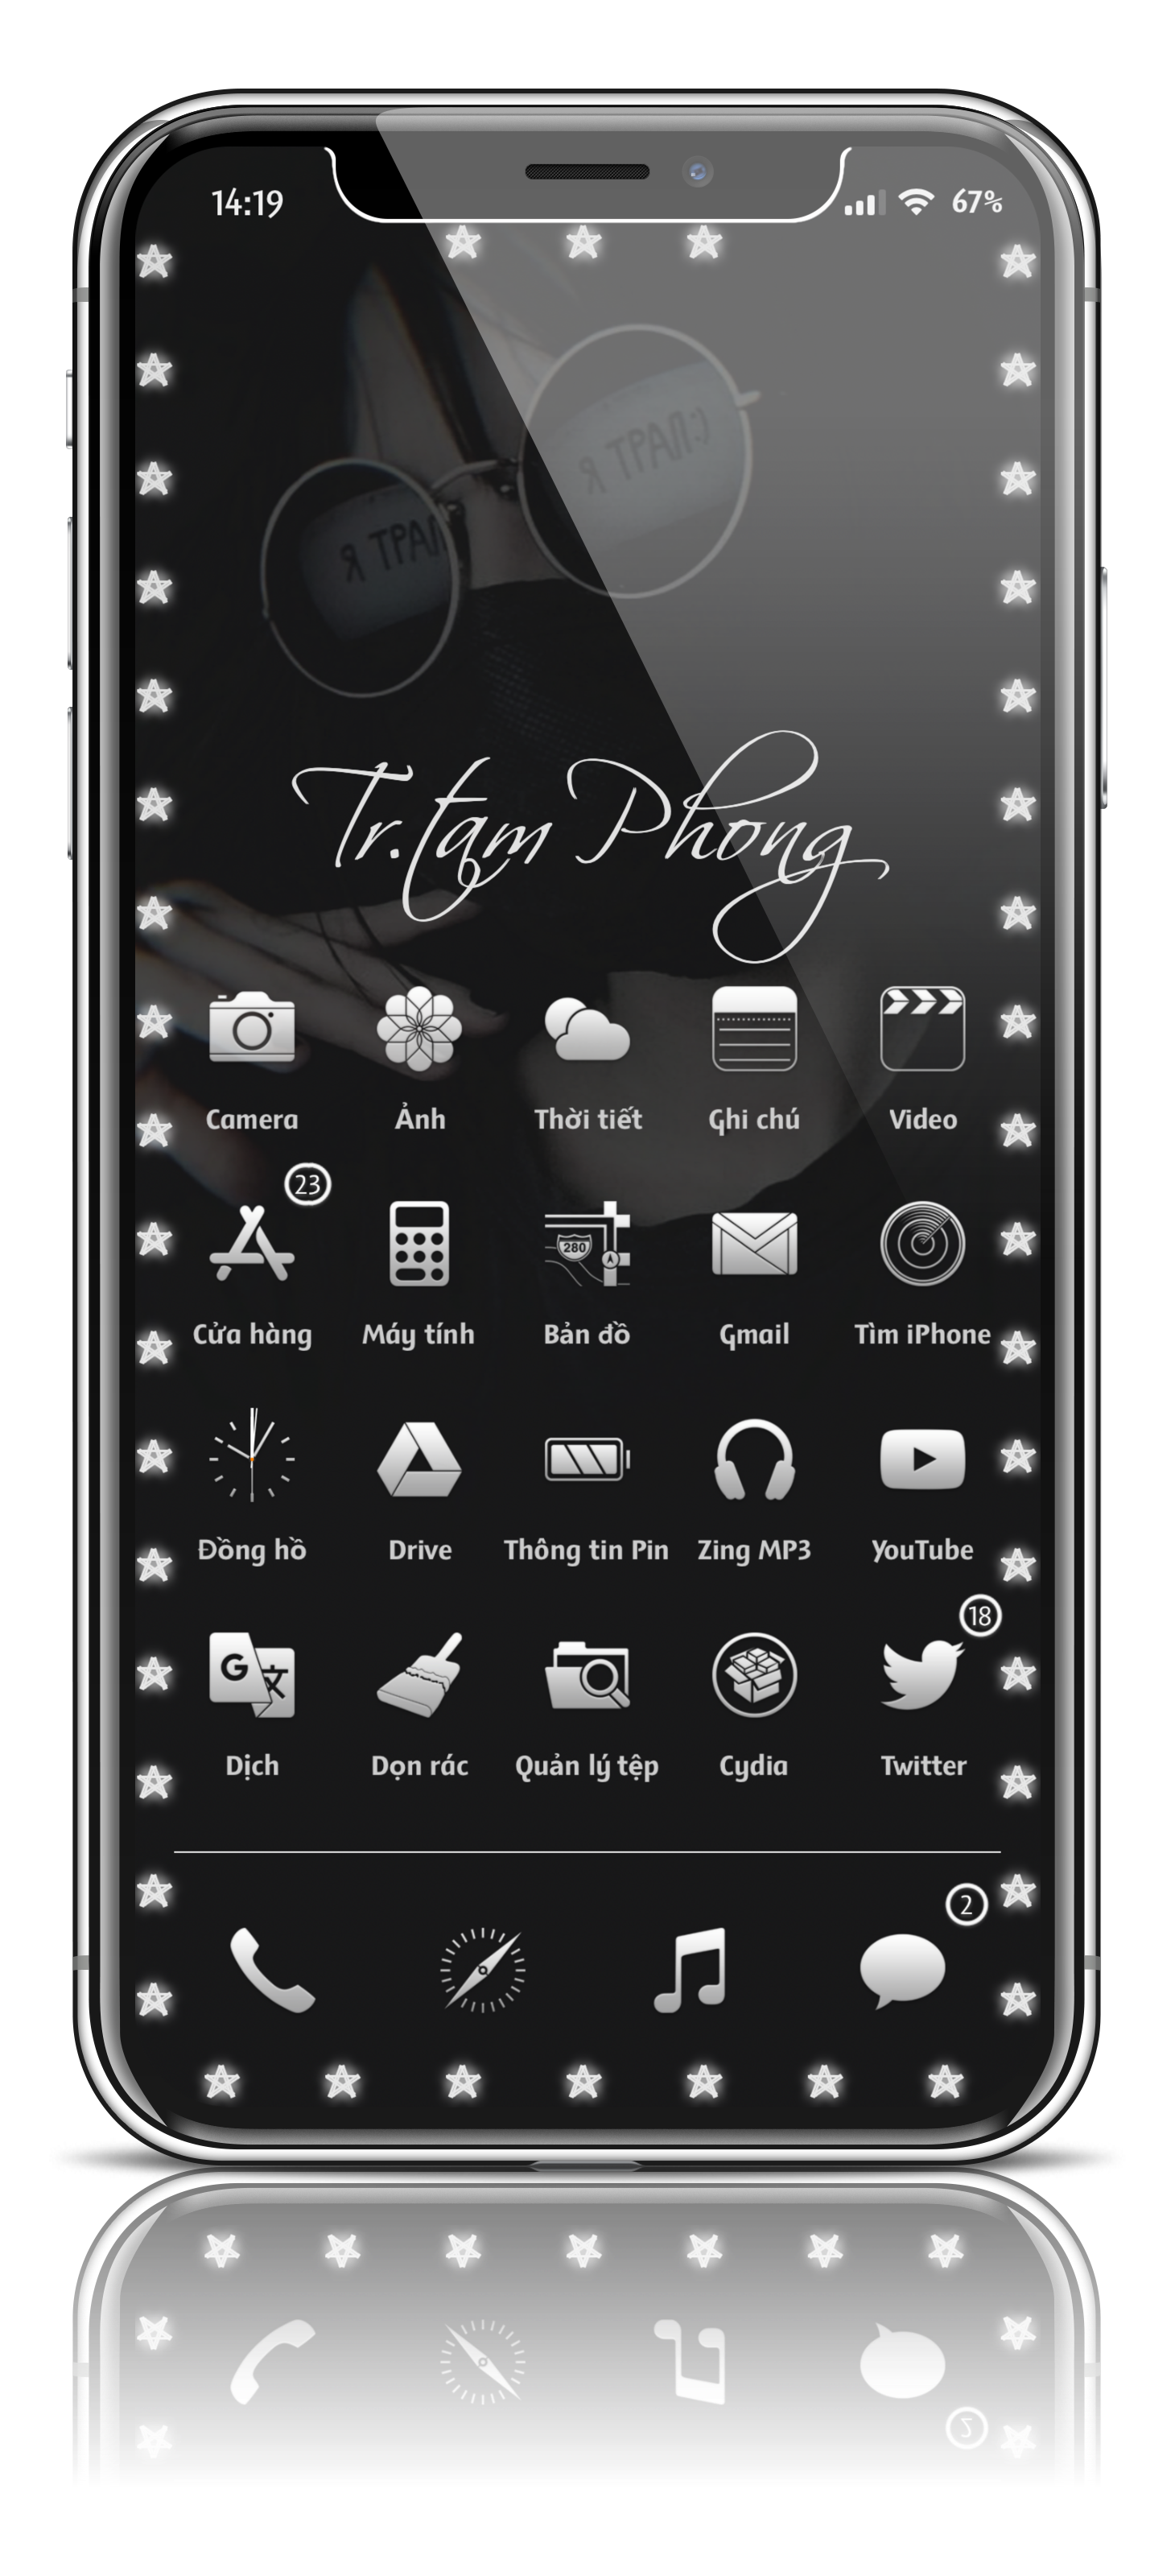 14:19 67%
Я ТРАП
Я ТРАП:(
Tr.tam Phong
Camera Ảnh Thời tiết Ghi chú Video
23
280
Cửa hàng Máy tính Bản đồ Gmail Tìm iPhone
Đồng hồ Drive Thông tin Pin Zing MP3 YouTube
18
G 文
Dịch Dọn rác Quản lý tệp Cydia Twitter
2